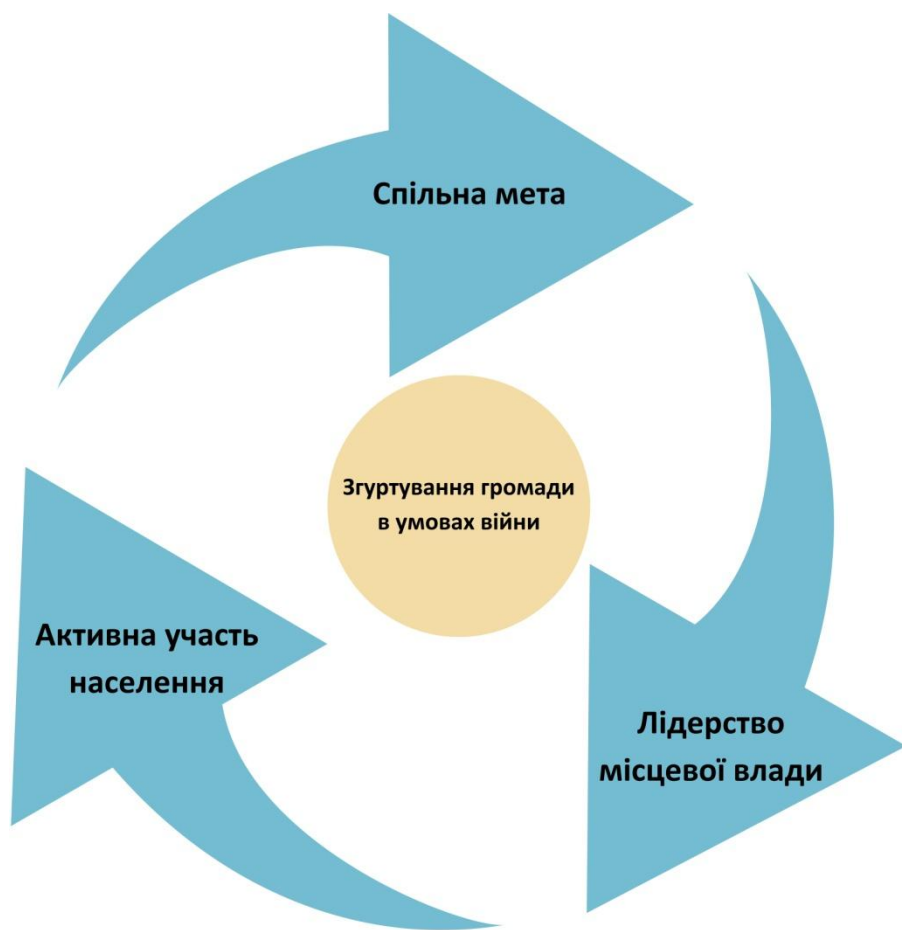 Спільна мета
Згуртування громади
в умовах війни
Активна участь
населення
Лідерство
місцевої влади